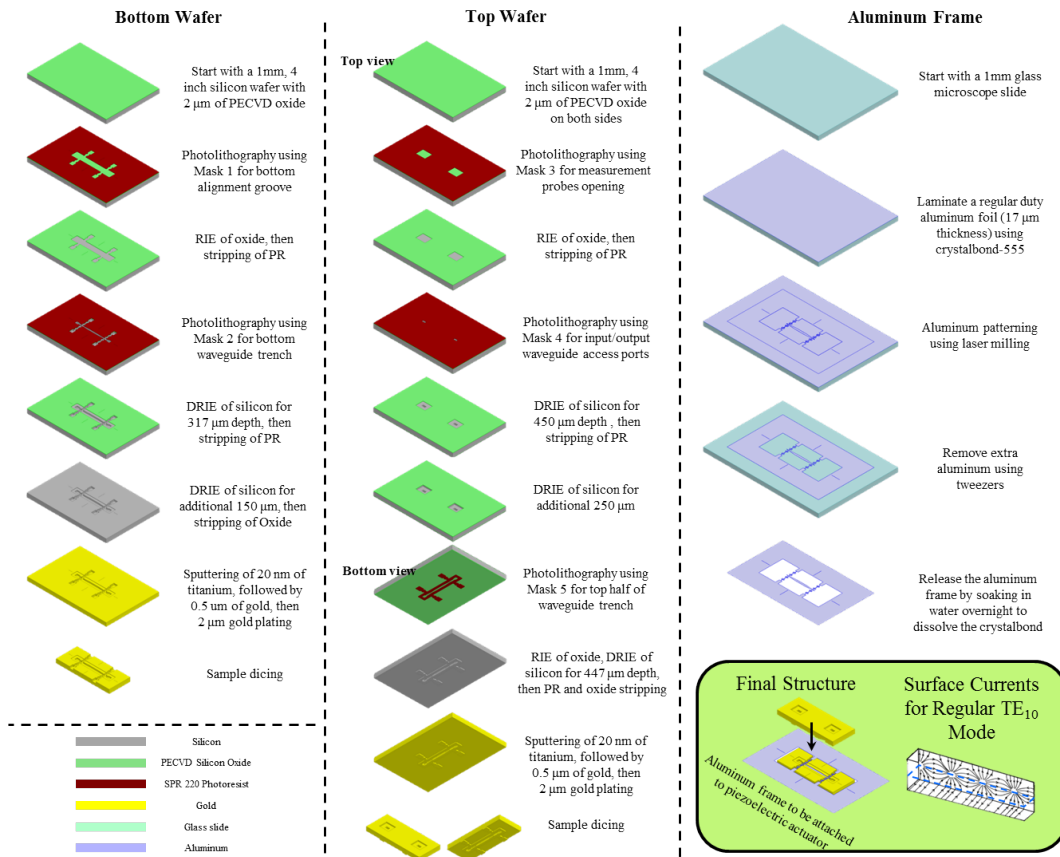 Bottom Wafer
Start with a 1mm, 4
inch silicon wafer with
2 µm of PECVD oxide
Photolithography using
Mask 1 for bottom
alignment groove
RIE of oxide, then
stripping of PR
Photolithography using
Mask 2 for bottom
waveguide trench
DRIE of silicon for
317 µm depth, then
stripping of PR
DRIE of silicon for
additional 150 µm, then
stripping of Oxide
Sputtering of 20 nm of
titanium, followed by
0.5 um of gold, then
2 µm gold plating
Sample dicing
Silicon
PECVD Silicon Oxide
SPR 220 Photoresist
Gold
Glass slide
Aluminum
Top Wafer
Top view
Start with a 1mm, 4
inch silicon wafer with
2 µm of PECVD oxide
on both sides
Photolithography using
Mask 3 for measurement
probes opening
RIE of oxide, then
stripping of PR
Photolithography using
Mask 4 for input/output
waveguide access ports
DRIE of silicon for
450 µm depth , then
stripping of PR
DRIE of silicon for
additional 250 µm
Bottom view
Photolithography using
Mask 5 for top half of
waveguide trench
RIE of oxide, DRIE of
silicon for 447 µm depth,
then PR and oxide stripping
Sputtering of 20 nm of
titanium, followed by
0.5 µm of gold, then
2 µm gold plating
Sample dicing
Aluminum Frame
Start with a 1mm glass
microscope slide
Laminate a regular duty
aluminum foil (17 µm
thickness) using
crystalbond-555
Aluminum patterning
using laser milling
Remove extra
aluminum using
tweezers
Release the aluminum
frame by soaking in
water overnight to
dissolve the crystalbond
Final Structure
Aluminum frame to be attached
to piezoelectric actuator
Surface Currents
for Regular TE₁₀
Mode